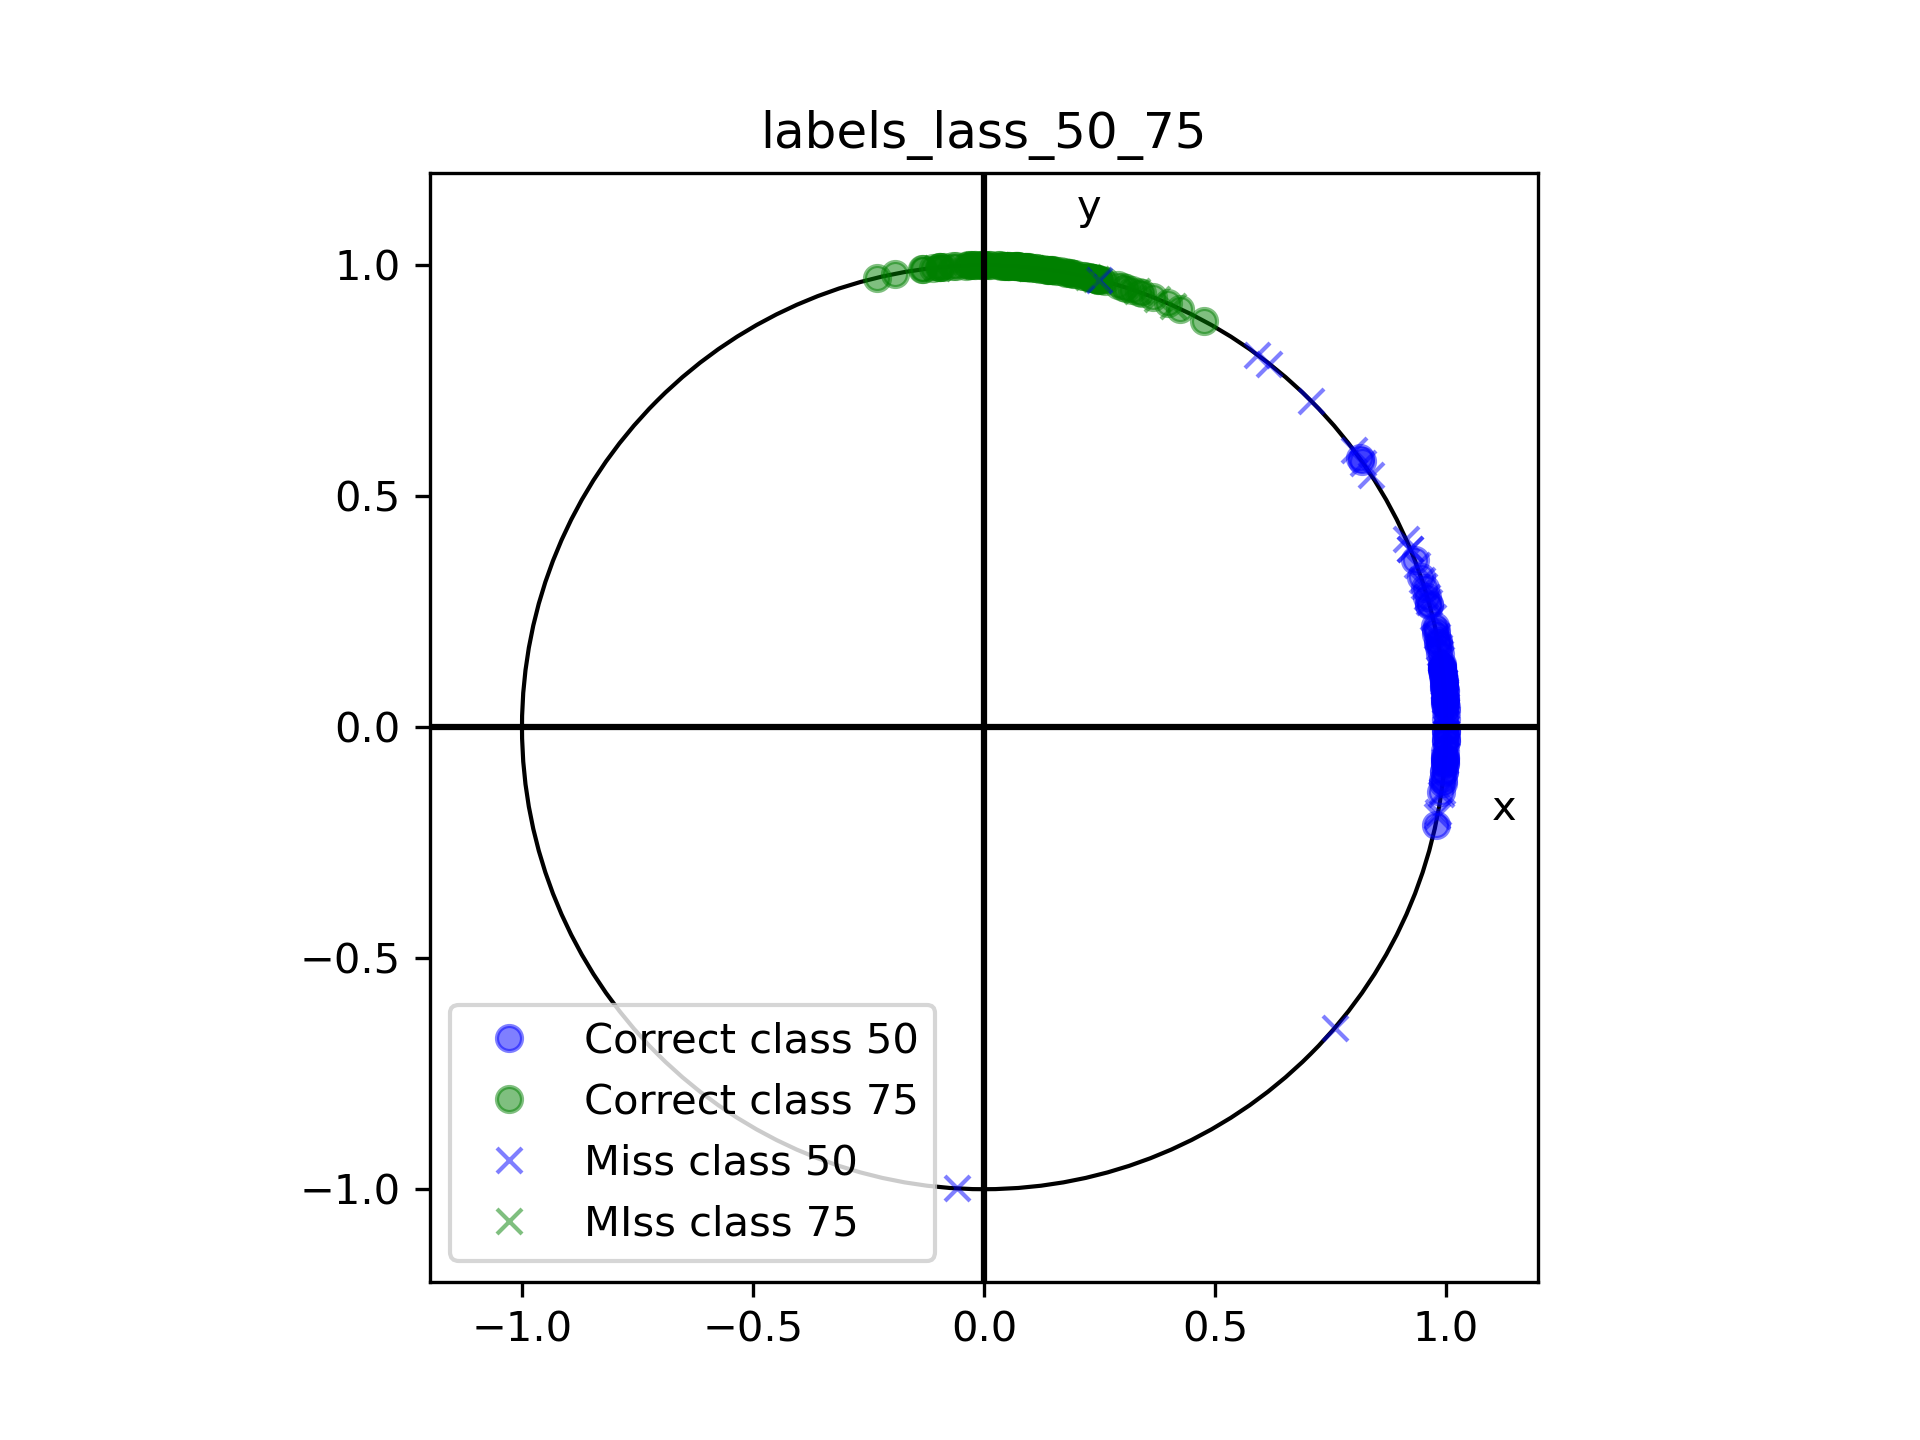 labels_lass_50_75
y
1.0
0.5
0.0
−0.5
−1.0
x
Correct class 50
Correct class 75
Miss class 50
MIss class 75
−1.0 −0.5 0.0 0.5 1.0